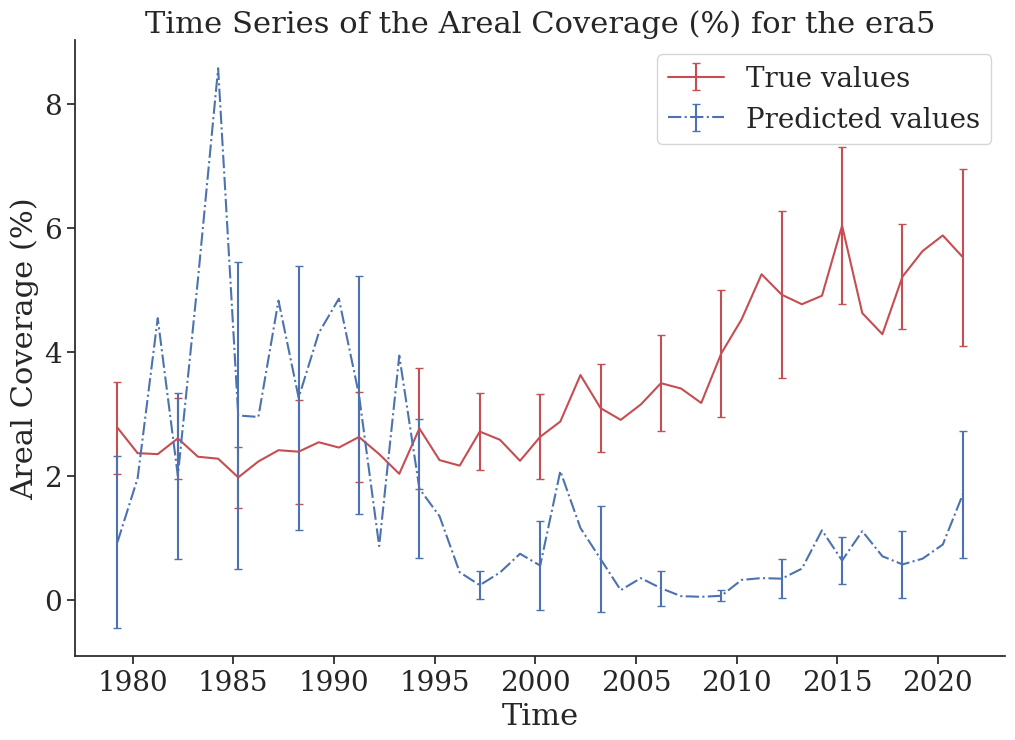 Time Series of the Areal Coverage (%) for the era5
True values
Predicted values
Areal Coverage (%)
8
6
4
2
0
1980 1985 1990 1995 2000 2005 2010 2015 2020
Time